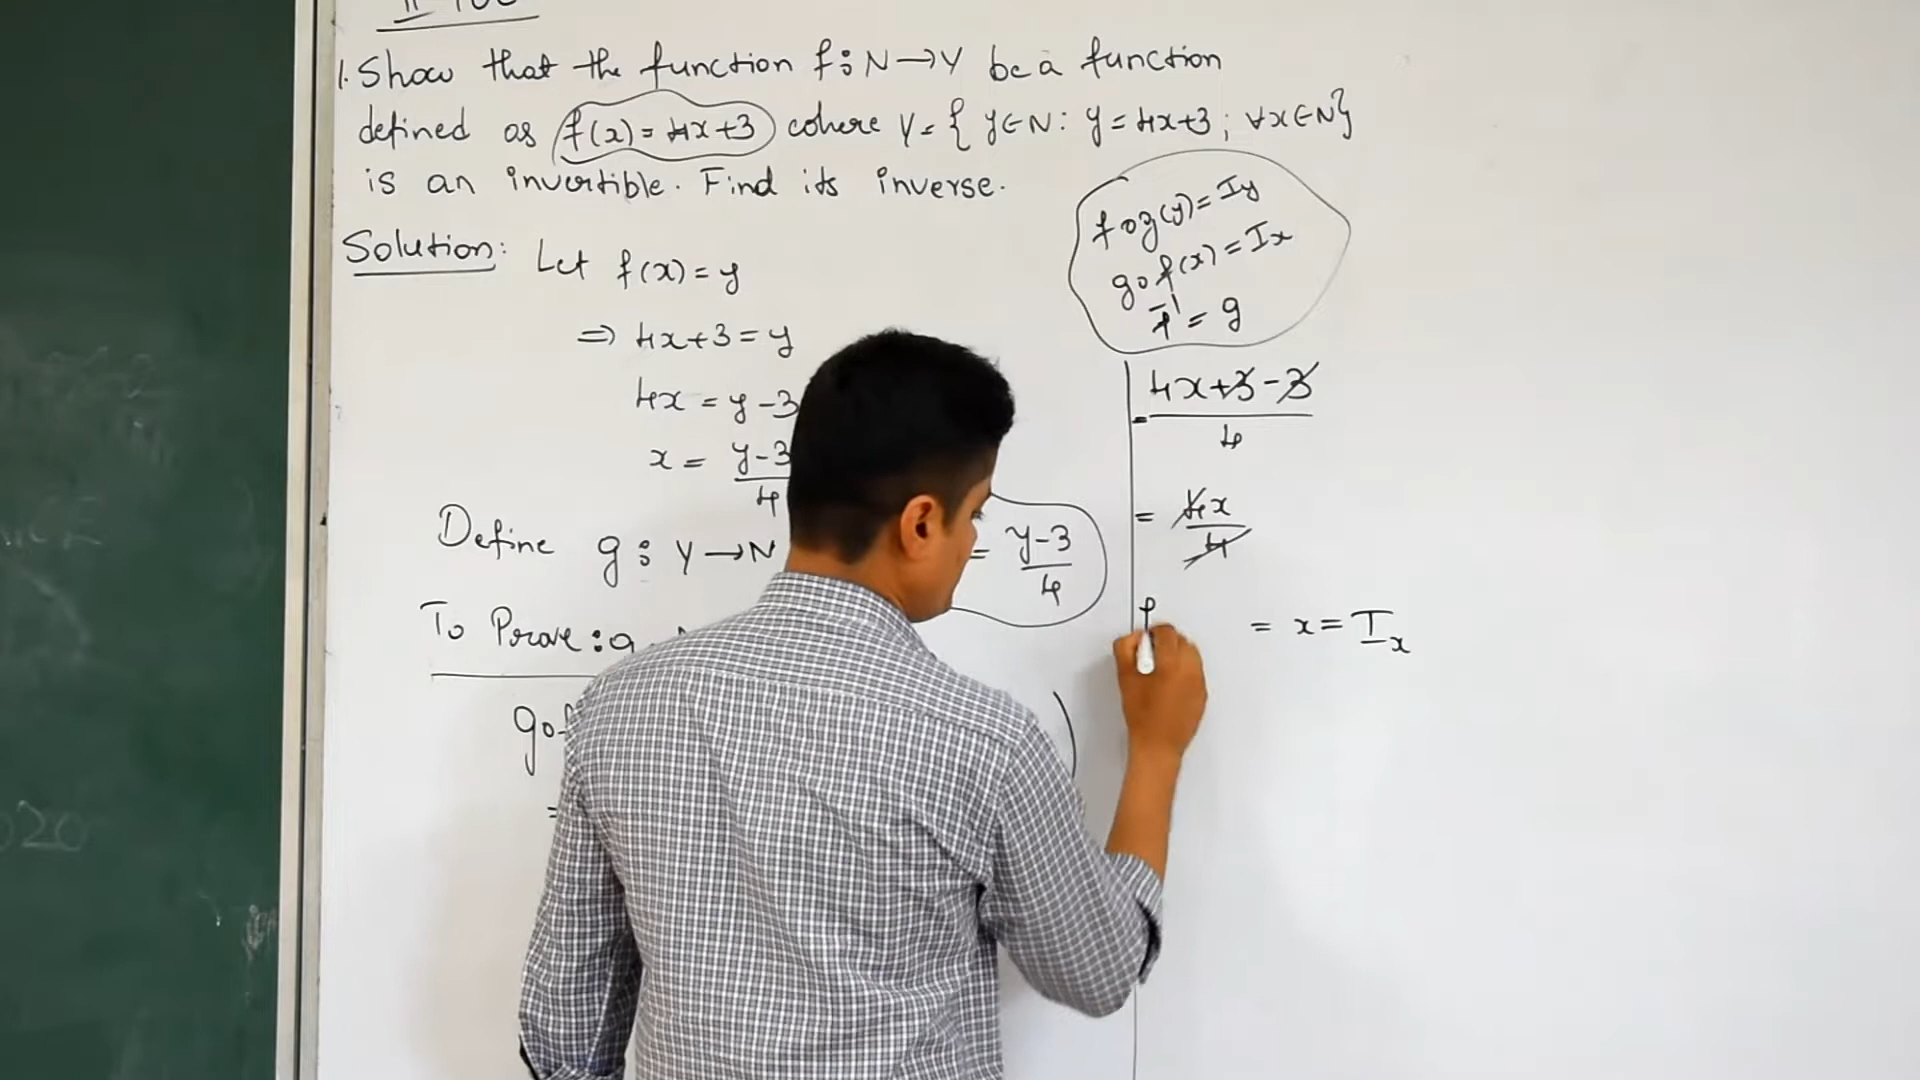 1. Show that the function f : N → Y be a function
defined as f(x) = 4x+3 where Y = { y∈N : y = 4x+3 ; ∀x∈N}
is an invertible. Find its inverse.
fog(y) = Iy
gof(x) = Ix
f⁻¹ = g
Solution: Let f(x) = y
⇒ 4x+3 = y
4x = y-3
x = y-3/4
Define g : Y → N = y-3/4
To Prove : g
gof )
=
= 4x+3-3/4
= 4x/4
= x = Ix
f
020